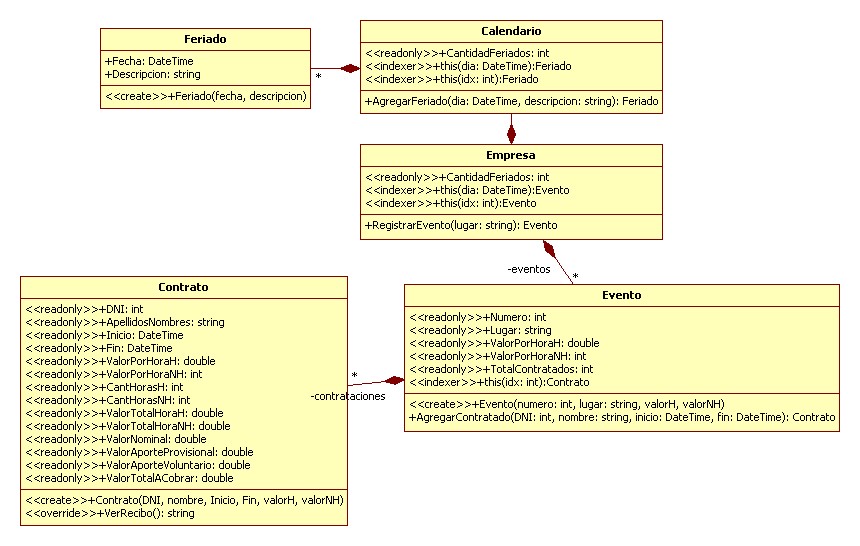 Feriado
+Fecha: DateTime
+Descripcion: string
<<create>>+Feriado(fecha, descripcion)
*
Calendario
<<readonly>>+CantidadFeriados: int
<<indexer>>+this(dia: DateTime):Feriado
<<indexer>>+this(idx: int):Feriado
+AgregarFeriado(dia: DateTime, descripcion: string): Feriado
Empresa
<<readonly>>+CantidadFeriados: int
<<indexer>>+this(dia: DateTime):Evento
<<indexer>>+this(idx: int):Evento
+RegistrarEvento(lugar: string): Evento
-eventos
*
Contrato
<<readonly>>+DNI: int
<<readonly>>+ApellidosNombres: string
<<readonly>>+Inicio: DateTime
<<readonly>>+Fin: DateTime
<<readonly>>+ValorPorHoraH: double
<<readonly>>+ValorPorHoraNH: int
<<readonly>>+CantHorasH: int
<<readonly>>+CantHorasNH: int
<<readonly>>+ValorTotalHoraH: double
<<readonly>>+ValorTotalHoraNH: double
<<readonly>>+ValorNominal: double
<<readonly>>+ValorAporteProvisional: double
<<readonly>>+ValorAporteVoluntario: double
<<readonly>>+ValorTotalACobrar: double
<<create>>+Contrato(DNI, nombre, Inicio, Fin, valorH, valorNH)
<<override>>+VerRecibo(): string
*
-contrataciones
Evento
<<readonly>>+Numero: int
<<readonly>>+Lugar: string
<<readonly>>+ValorPorHoraH: double
<<readonly>>+ValorPorHoraNH: int
<<readonly>>+TotalContratados: int
<<indexer>>+this(idx: int):Contrato
<<create>>+Evento(numero: int, lugar: string, valorH, valorNH)
+AgregarContratado(DNI: int, nombre: string, inicio: DateTime, fin: DateTime): Contrato